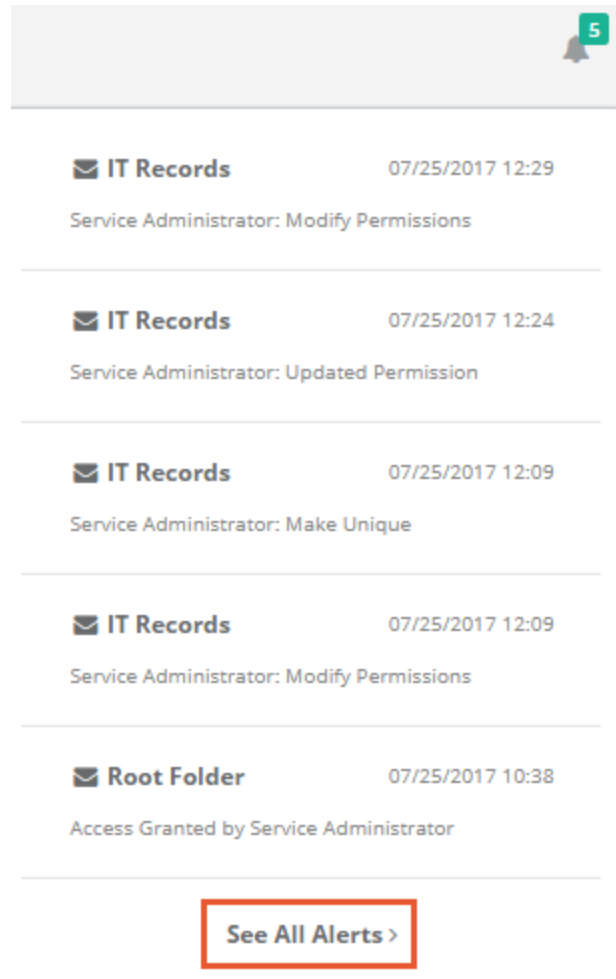 5
IT Records 07/25/2017 12:29
Service Administrator: Modify Permissions
IT Records 07/25/2017 12:24
Service Administrator: Updated Permission
IT Records 07/25/2017 12:09
Service Administrator: Make Unique
IT Records 07/25/2017 12:09
Service Administrator: Modify Permissions
Root Folder 07/25/2017 10:38
Access Granted by Service Administrator
See All Alerts >